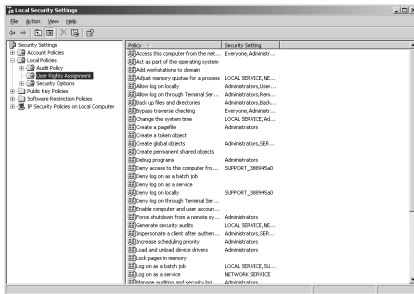 Local Security Settings
File Action View Help
Security Settings
Account Policies
Local Policies
Audit Policy
User Rights Assignment
Security Options
Public Key Policies
Software Restriction Policies
IP Security Policies on Local Computer
Policy Security Setting
Access this computer from the net... Everyone,Administr...
Act as part of the operating system
Add workstations to domain
Adjust memory quotas for a process LOCAL SERVICE,NE...
Allow log on locally Administrators,User...
Allow log on through Terminal Ser... Administrators,Rem...
Back up files and directories Administrators,Back...
Bypass traverse checking Everyone,Administr...
Change the system time LOCAL SERVICE,Ad...
Create a pagefile Administrators
Create a token object
Create global objects Administrators,SER...
Create permanent shared objects
Debug programs Administrators
Deny access to this computer fro... SUPPORT_388945a0
Deny log on as a batch job
Deny log on as a service
Deny log on locally SUPPORT_388945a0
Deny log on through Terminal Ser...
Enable computer and user accoun...
Force shutdown from a remote sy... Administrators
Generate security audits LOCAL SERVICE,NE...
Impersonate a client after authen... Administrators,SER...
Increase scheduling priority Administrators
Load and unload device drivers Administrators
Lock pages in memory
Log on as a batch job LOCAL SERVICE,SU...
Log on as a service NETWORK SERVICE
Manage auditing and security log Administrators